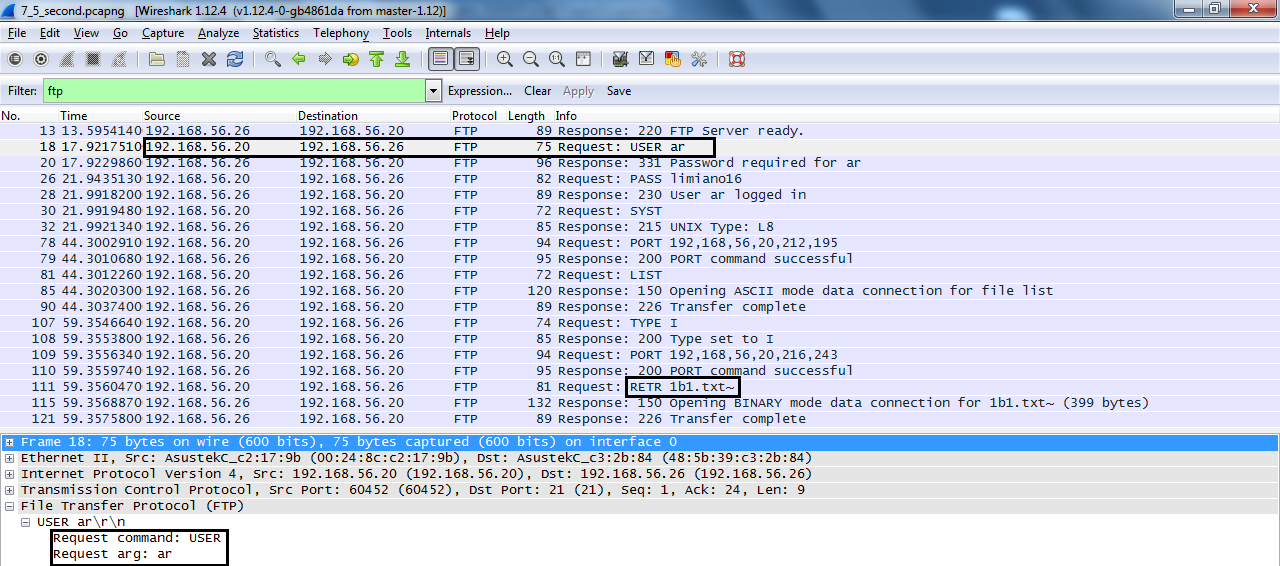 7_5_second.pcapng [Wireshark 1.12.4 (v1.12.4-0-gb4861da from master-1.12)]
File Edit View Go Capture Analyze Statistics Telephony Tools Internals Help
Filter: ftp Expression... Clear Apply Save
No. Time Source Destination Protocol Length Info
13 13.5954140 192.168.56.26 192.168.56.20 FTP 89 Response: 220 FTP Server ready.
18 17.9217510 192.168.56.20 192.168.56.26 FTP 75 Request: USER ar
20 17.9229860 192.168.56.20 192.168.56.26 FTP 96 Response: 331 Password required for ar
26 21.9435130 192.168.56.20 192.168.56.26 FTP 82 Request: PASS limiano16
28 21.9918200 192.168.56.20 192.168.56.26 FTP 89 Response: 230 User ar logged in
30 21.9919480 192.168.56.20 192.168.56.26 FTP 72 Request: SYST
32 21.9921340 192.168.56.20 192.168.56.26 FTP 85 Response: 215 UNIX Type: L8
78 44.3002910 192.168.56.20 192.168.56.26 FTP 94 Request: PORT 192,168,56,20,212,195
79 44.3010680 192.168.56.20 192.168.56.26 FTP 95 Response: 200 PORT command successful
81 44.3012260 192.168.56.20 192.168.56.26 FTP 72 Request: LIST
85 44.3020300 192.168.56.20 192.168.56.26 FTP 120 Response: 150 Opening ASCII mode data connection for file list
90 44.3037400 192.168.56.20 192.168.56.26 FTP 89 Response: 226 Transfer complete
107 59.3546640 192.168.56.20 192.168.56.26 FTP 74 Request: TYPE I
108 59.3553800 192.168.56.20 192.168.56.26 FTP 85 Response: 200 Type set to I
109 59.3556340 192.168.56.20 192.168.56.26 FTP 94 Request: PORT 192,168,56,20,216,243
110 59.3559740 192.168.56.20 192.168.56.26 FTP 95 Response: 200 PORT command successful
111 59.3560470 192.168.56.20 192.168.56.26 FTP 81 Request: RETR 1b1.txt~
115 59.3568870 192.168.56.20 192.168.56.26 FTP 132 Response: 150 Opening BINARY mode data connection for 1b1.txt~ (399 bytes)
121 59.3575800 192.168.56.20 192.168.56.26 FTP 89 Response: 226 Transfer complete
Frame 18: 75 bytes on wire (600 bits), 75 bytes captured (600 bits) on interface 0
Ethernet II, Src: AsustekC_c2:17:9b (00:24:8c:c2:17:9b), Dst: AsustekC_c3:2b:84 (48:5b:39:c3:2b:84)
Internet Protocol Version 4, Src: 192.168.56.20 (192.168.56.20), Dst: 192.168.56.26 (192.168.56.26)
Transmission Control Protocol, Src Port: 60452 (60452), Dst Port: 21 (21), Seq: 1, Ack: 24, Len: 9
File Transfer Protocol (FTP)
USER ar\r\n
Request command: USER
Request arg: ar